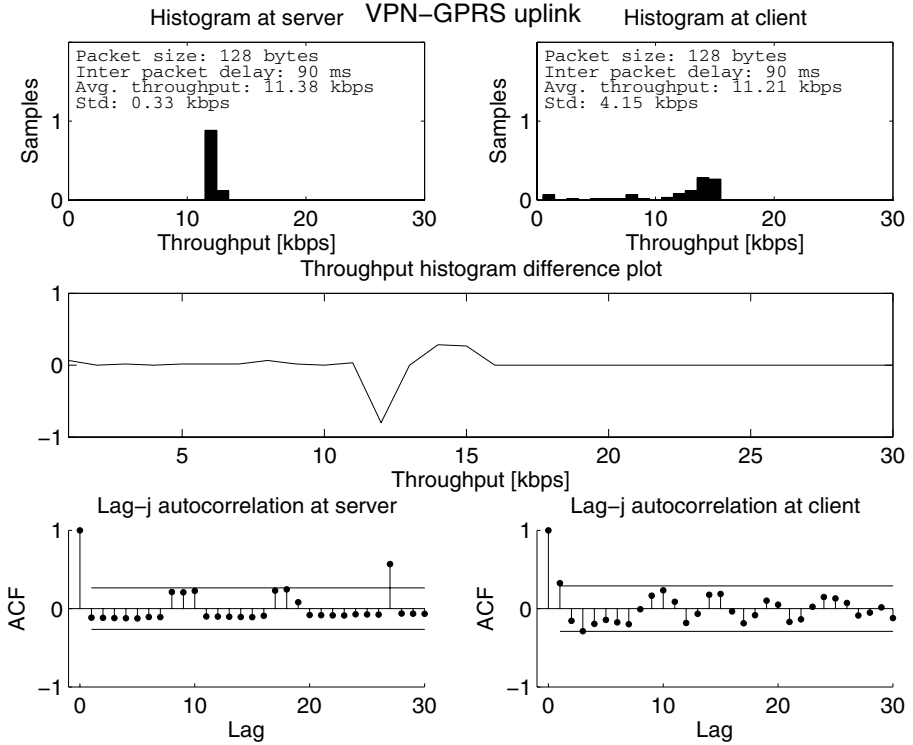 VPN-GPRS uplink
Histogram at server
Packet size: 128 bytes
Inter packet delay: 90 ms
Avg. throughput: 11.38 kbps
Std: 0.33 kbps
Samples
1
0
0 10 20 30
Throughput [kbps]
Histogram at client
Packet size: 128 bytes
Inter packet delay: 90 ms
Avg. throughput: 11.21 kbps
Std: 4.15 kbps
Samples
1
0
0 10 20 30
Throughput [kbps]
Throughput histogram difference plot
1
0
−1
5 10 15 20 25 30
Throughput [kbps]
Lag-j autocorrelation at server
ACF
1
0
−1
0 10 20 30
Lag
Lag-j autocorrelation at client
ACF
1
0
−1
0 10 20 30
Lag